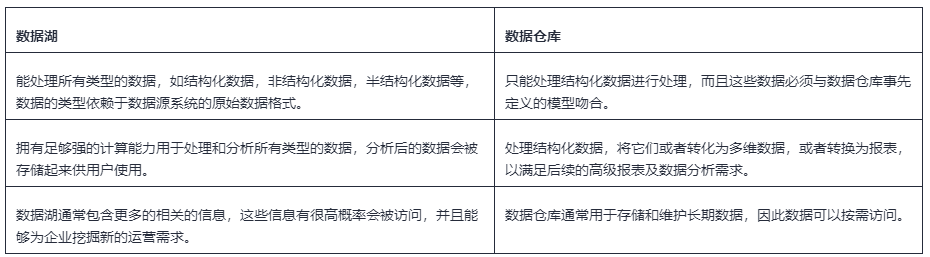 数据湖
数据仓库
能处理所有类型的数据，如结构化数据，非结构化数据，半结构化数据等，
数据的类型依赖于数据源系统的原始数据格式。
只能处理结构化数据进行处理，而且这些数据必须与数据仓库事先
定义的模型吻合。
拥有足够强的计算能力用于处理和分析所有类型的数据，分析后的数据会被
存储起来供用户使用。
处理结构化数据，将它们或者转化为多维数据，或者转换为报表，
以满足后续的高级报表及数据分析需求。
数据湖通常包含更多的相关的信息，这些信息有很高概率会被访问，并且能
够为企业挖掘新的运营需求。
数据仓库通常用于存储和维护长期数据，因此数据可以按需访问。